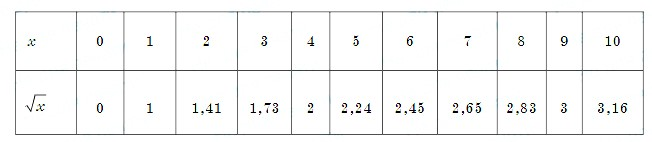 x 0 1 2 3 4 5 6 7 8 9 10
√x 0 1 1,41 1,73 2 2,24 2,45 2,65 2,83 3 3,16